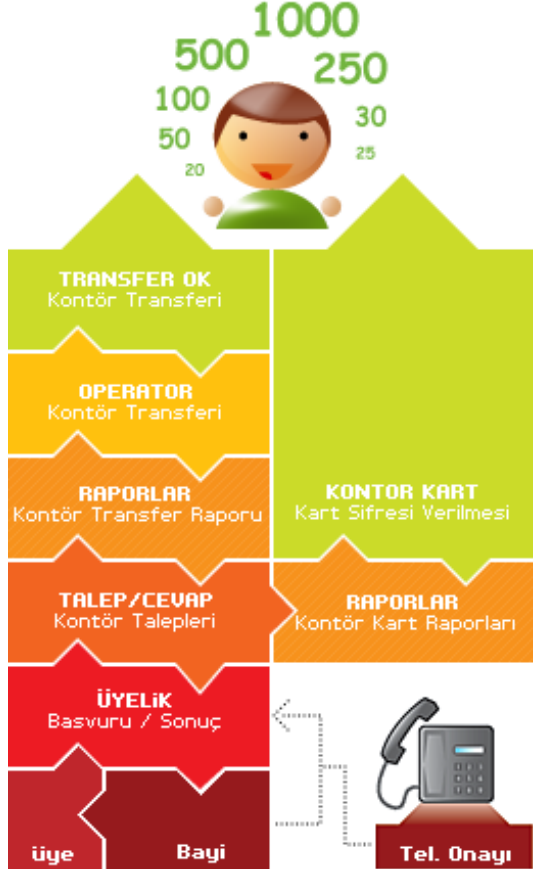 1000
500
250
100
30
50
25
20
TRANSFER OK
Kontör Transferi
OPERATOR
Kontör Transferi
RAPORLAR
Kontör Transfer Raporu
KONTOR KART
Kart Sifresi Verilmesi
TALEP/CEVAP
Kontör Talepleri
RAPORLAR
Kontör Kart Raporları
ÜYELiK
Basvuru / Sonuç
üye
Bayi
Tel. Onayı